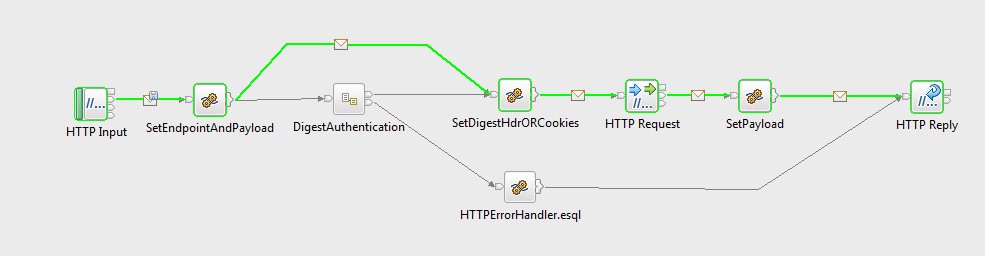 HTTP Input
SetEndpointAndPayload
DigestAuthentication
SetDigestHdrORCookies
HTTP Request
SetPayload
HTTP Reply
HTTPErrorHandler.esql